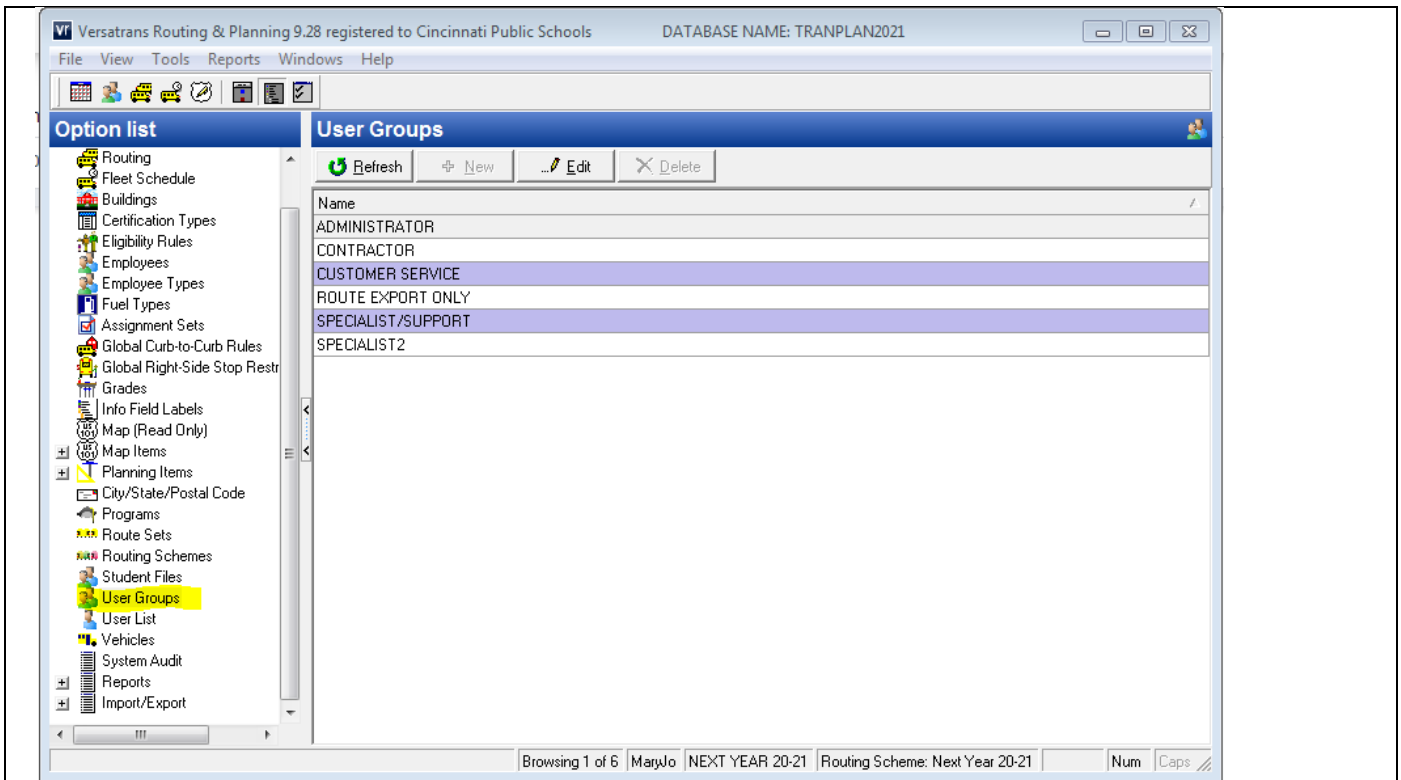 Versatrans Routing & Planning 9.28 registered to Cincinnati Public Schools DATABASE NAME: TRANPLAN2021
File View Tools Reports Windows Help
Option list
User Groups
Refresh New ... Edit Delete
Routing
Fleet Schedule
Buildings
Certification Types
Eligibility Rules
Employees
Employee Types
Fuel Types
Assignment Sets
Global Curb-to-Curb Rules
Global Right-Side Stop Restr
Grades
Info Field Labels
Map (Read Only)
Map Items
Planning Items
City/State/Postal Code
Programs
Route Sets
Routing Schemes
Student Files
User Groups
User List
Vehicles
System Audit
Reports
Import/Export
Name
ADMINISTRATOR
CONTRACTOR
CUSTOMER SERVICE
ROUTE EXPORT ONLY
SPECIALIST/SUPPORT
SPECIALIST2
Browsing 1 of 6 MaryJo NEXT YEAR 20-21 Routing Scheme: Next Year 20-21 Num Caps